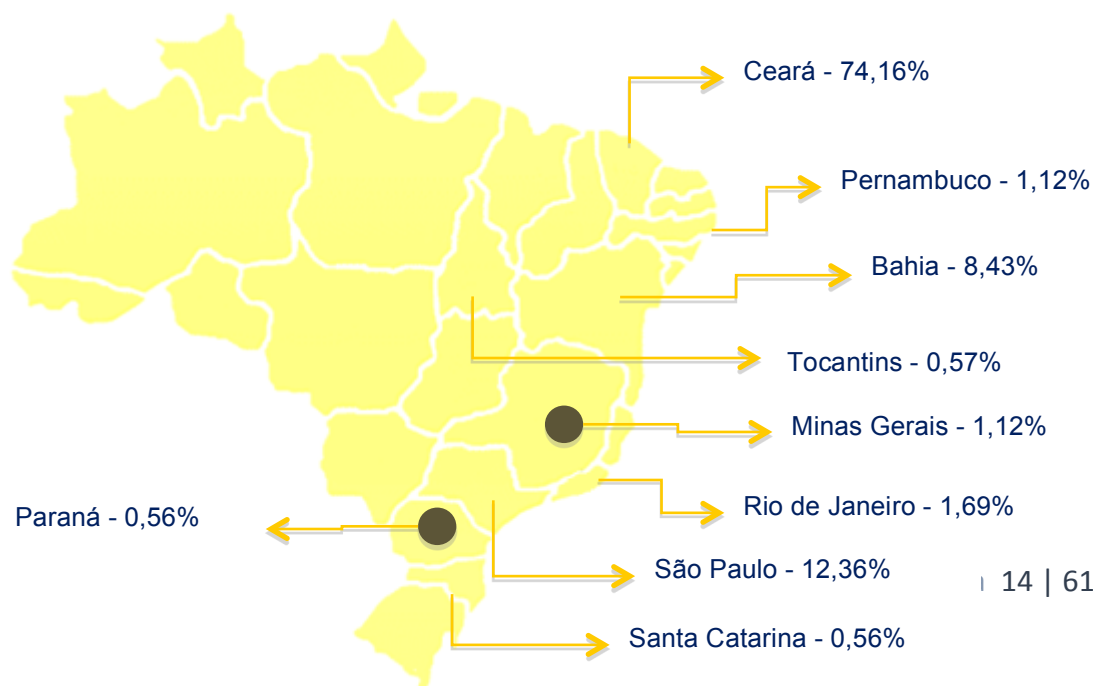 Ceará - 74,16%
Pernambuco - 1,12%
Bahia - 8,43%
Tocantins - 0,57%
Minas Gerais - 1,12%
Rio de Janeiro - 1,69%
Paraná - 0,56%
São Paulo - 12,36%
14 | 61
Santa Catarina - 0,56%